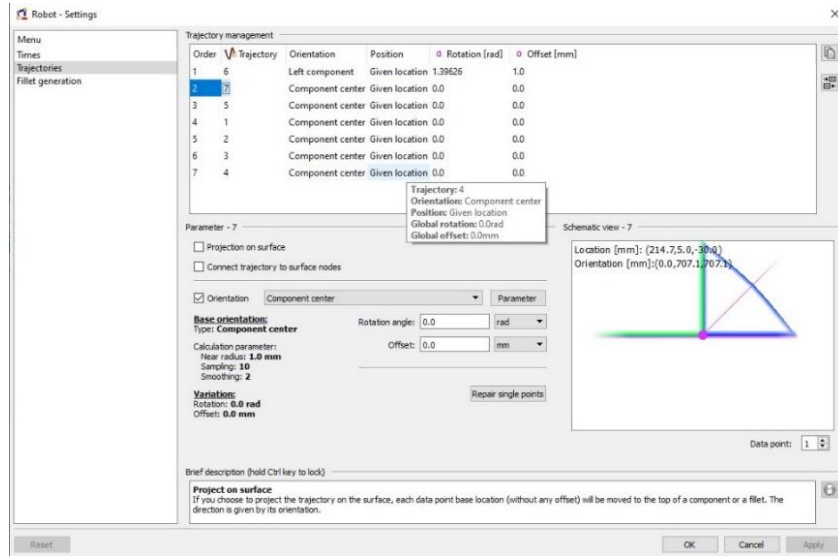 Robot - Settings
Menu
Times
Trajectories
Fillet generation
Trajectory management
Order Trajectory Orientation Position Rotation [rad] Offset [mm]
1 6 Left component Given location 1.39626 1.0
2 7 Component center Given location 0.0 0.0
3 5 Component center Given location 0.0 0.0
4 1 Component center Given location 0.0 0.0
5 2 Component center Given location 0.0 0.0
6 3 Component center Given location 0.0 0.0
7 4 Component center Given location 0.0 0.0
Trajectory: 4
Orientation: Component center
Position: Given location
Global rotation: 0.0rad
Global offset: 0.0mm
Parameter - 7
Projection on surface
Connect trajectory to surface nodes
Orientation Component center Parameter
Base orientation:
Type: Component center
Rotation angle: 0.0 rad
Calculation parameter:
Offset: 0.0 mm
Near radius: 1.0 mm
Sampling: 10
Smoothing: 2
Variation:
Rotation: 0.0 rad
Offset: 0.0 mm
Repair single points
Schematic view - 7
Location [mm]: (214.7,5.0,-30.0)
Orientation [mm]:(0.0,707.1,707.1)
Data point: 1
Brief description (hold Ctrl key to lock)
Project on surface
If you choose to project the trajectory on the surface, each data point base location (without any offset) will be moved to the top of a component or a fillet. The
direction is given by its orientation.
Reset OK Cancel Apply